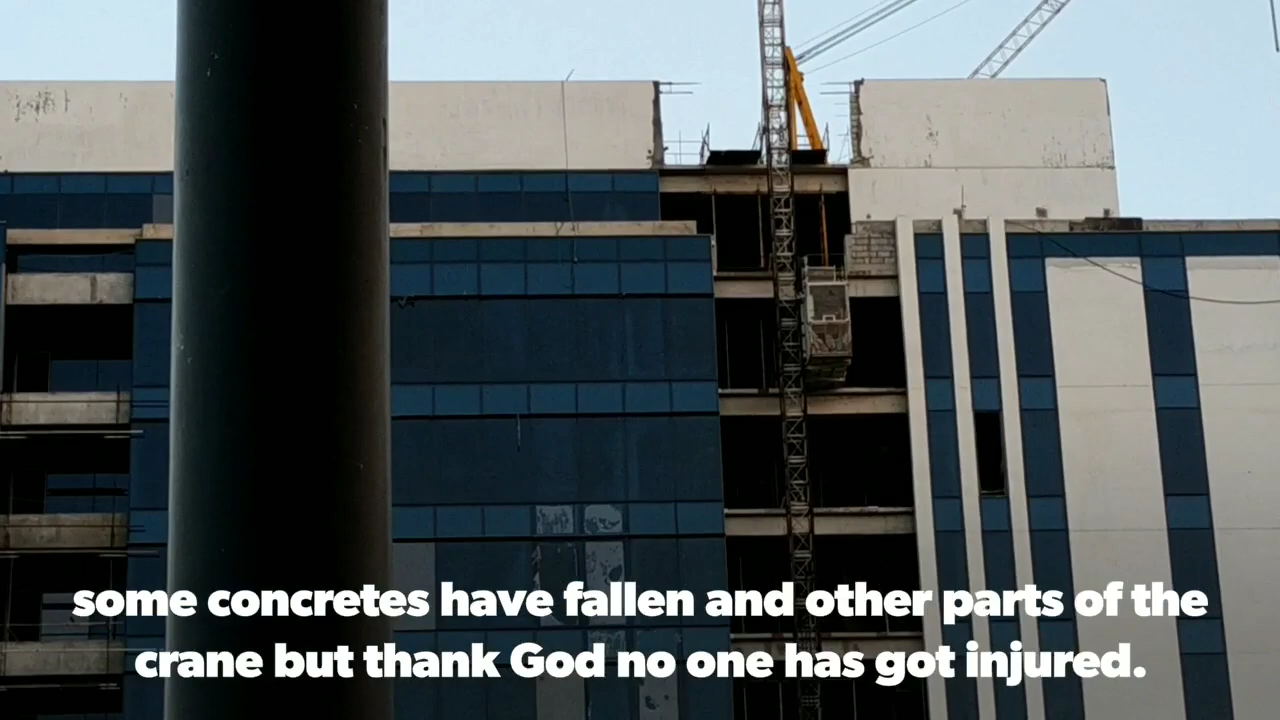 some concretes have fallen and other parts of the
crane but thank God no one has got injured.